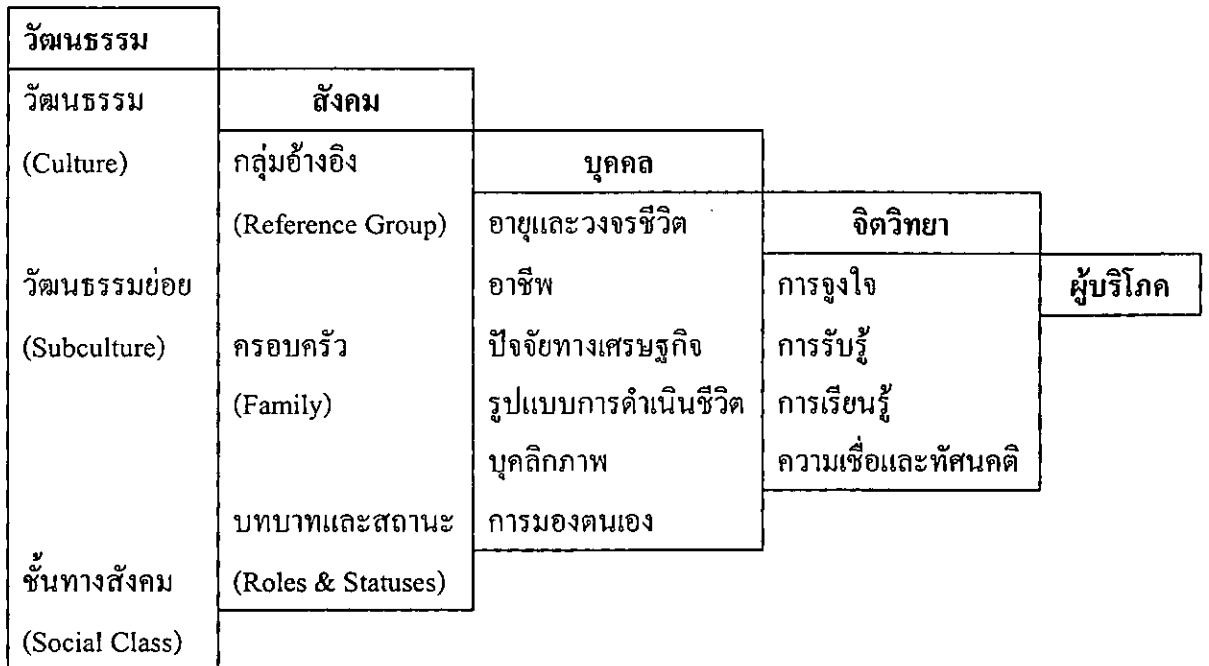 วัฒนธรรม
วัฒนธรรม
(Culture)
วัฒนธรรมย่อย
(Subculture)
ชั้นทางสังคม
(Social Class)
สังคม
กลุ่มอ้างอิง
(Reference Group)
ครอบครัว
(Family)
บทบาทและสถานะ
(Roles & Statuses)
บุคคล
อายุและวงจรชีวิต
อาชีพ
ปัจจัยทางเศรษฐกิจ
รูปแบบการดำเนินชีวิต
บุคลิกภาพ
การมองตนเอง
จิตวิทยา
การจูงใจ
การรับรู้
การเรียนรู้
ความเชื่อและทัศนคติ
ผู้บริโภค